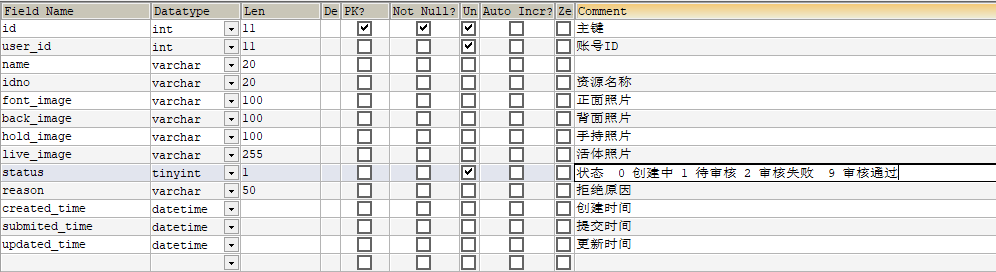 Field Name Datatype Len De PK? Not Null? Un Auto Incr? Ze Comment
id int 11 主键
user_id int 11 账号ID
name varchar 20
idno varchar 20 资源名称
font_image varchar 100 正面照片
back_image varchar 100 背面照片
hold_image varchar 100 手持照片
live_image varchar 255 活体照片
status tinyint 1 状态 0 创建中 1 待审核 2 审核失败 9 审核通过
reason varchar 50 拒绝原因
created_time datetime 创建时间
submited_time datetime 提交时间
updated_time datetime 更新时间